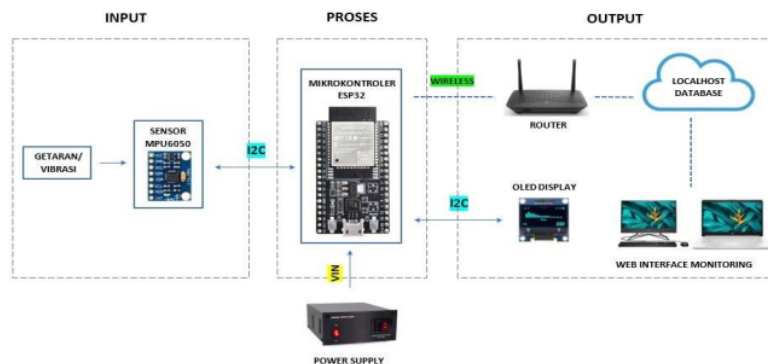 INPUT
PROSES
OUTPUT
GETARAN/
VIBRASI
SENSOR
MPU6050
I2C
MIKROKONTROLER
ESP32
WIRELESS
ROUTER
LOCALHOST
DATABASE
I2C
OLED DISPLAY
WEB INTERFACE MONITORING
VIN
POWER SUPPLY